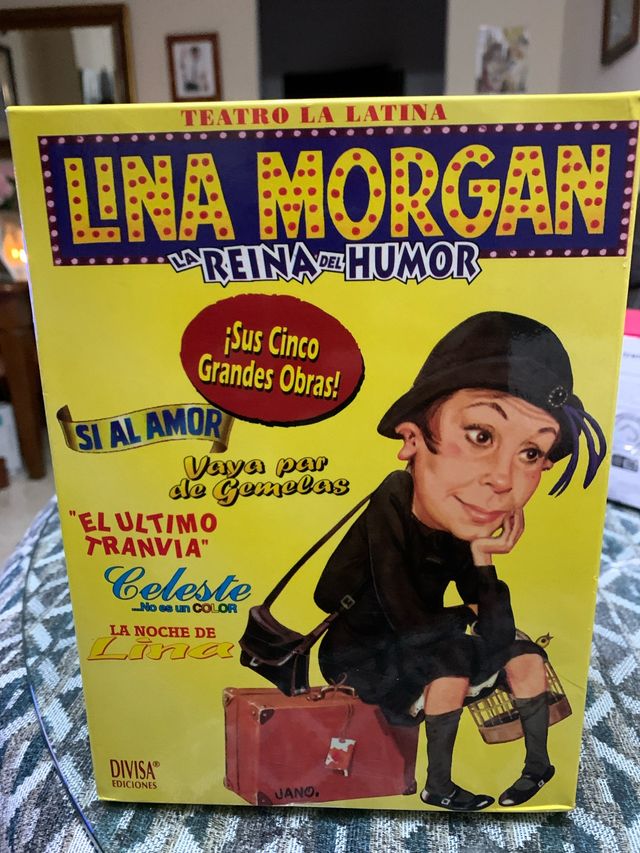 TEATRO LA LATINA
LINA MORGAN
LA REINA DEL HUMOR
¡Sus Cinco
Grandes Obras!
SI AL AMOR
Vaya par
de Gemelas
"EL ULTIMO
TRANVIA"
Celeste
...No es un COLOR
LA NOCHE DE
Lina
DIVISA®
EDICIONES
JANO.